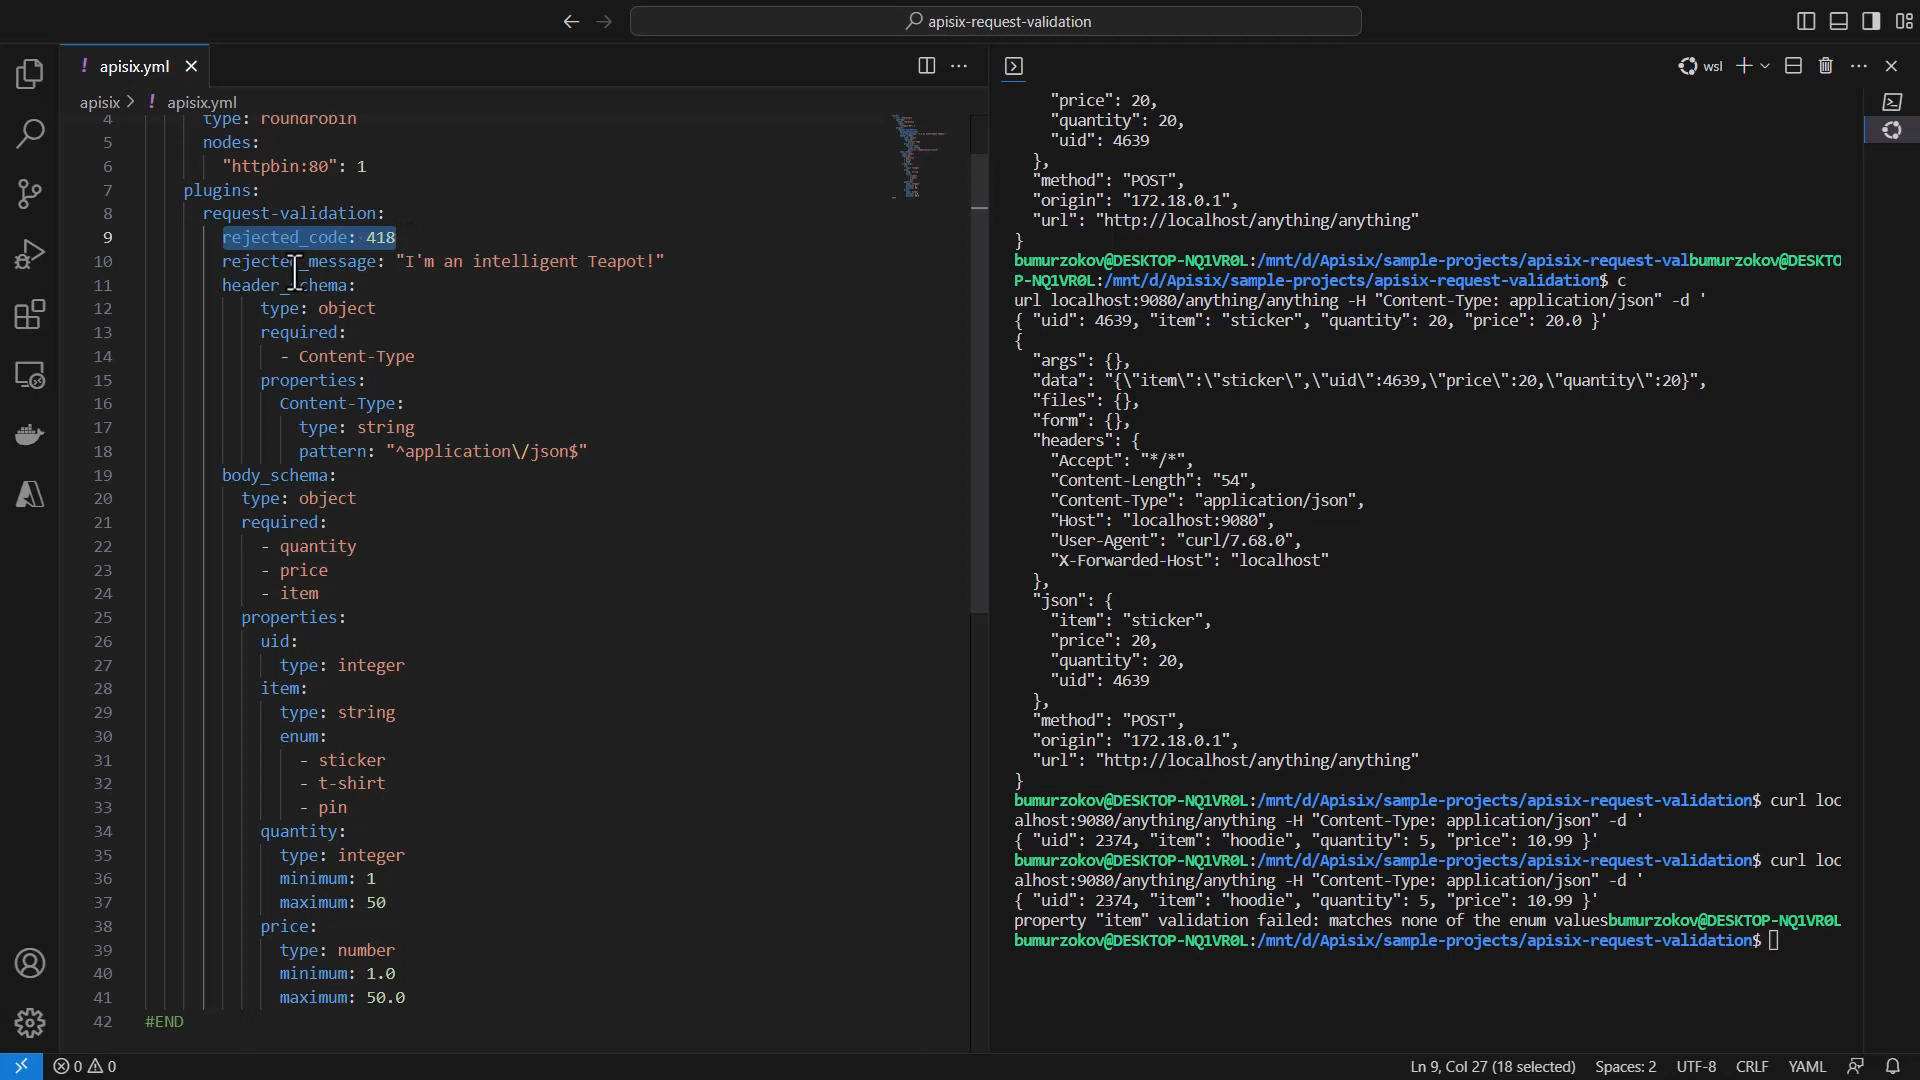 apisix-request-validation
! apisix.yml
wsl
apisix > ! apisix.yml
4 type: roundrobin
5 nodes:
6 "httpbin:80": 1
7 plugins:
8 request-validation:
9 rejected_code: 418
10 rejected_message: "I'm an intelligent Teapot!"
11 header_schema:
12 type: object
13 required:
14 - Content-Type
15 properties:
16 Content-Type:
17 type: string
18 pattern: "^application\/json$"
19 body_schema:
20 type: object
21 required:
22 - quantity
23 - price
24 - item
25 properties:
26 uid:
27 type: integer
28 item:
29 type: string
30 enum:
31 - sticker
32 - t-shirt
33 - pin
34 quantity:
35 type: integer
36 minimum: 1
37 maximum: 50
38 price:
39 type: number
40 minimum: 1.0
41 maximum: 50.0
42 #END
"price": 20,
"quantity": 20,
"uid": 4639
},
"method": "POST",
"origin": "172.18.0.1",
"url": "http://localhost/anything/anything"
}
bumurzokov@DESKTOP-NQ1VR0L:/mnt/d/Apisix/sample-projects/apisix-request-valbumurzokov@DESKTO
P-NQ1VR0L:/mnt/d/Apisix/sample-projects/apisix-request-validation$ c
url localhost:9080/anything/anything -H "Content-Type: application/json" -d '
{ "uid": 4639, "item": "sticker", "quantity": 20, "price": 20.0 }'
{
"args": {},
"data": "{\"item\":\"sticker\",\"uid\":4639,\"price\":20,\"quantity\":20}",
"files": {},
"form": {},
"headers": {
"Accept": "*/*",
"Content-Length": "54",
"Content-Type": "application/json",
"Host": "localhost:9080",
"User-Agent": "curl/7.68.0",
"X-Forwarded-Host": "localhost"
},
"json": {
"item": "sticker",
"price": 20,
"quantity": 20,
"uid": 4639
},
"method": "POST",
"origin": "172.18.0.1",
"url": "http://localhost/anything/anything"
}
bumurzokov@DESKTOP-NQ1VR0L:/mnt/d/Apisix/sample-projects/apisix-request-validation$ curl loc
alhost:9080/anything/anything -H "Content-Type: application/json" -d '
{ "uid": 2374, "item": "hoodie", "quantity": 5, "price": 10.99 }'
bumurzokov@DESKTOP-NQ1VR0L:/mnt/d/Apisix/sample-projects/apisix-request-validation$ curl loc
alhost:9080/anything/anything -H "Content-Type: application/json" -d '
{ "uid": 2374, "item": "hoodie", "quantity": 5, "price": 10.99 }'
property "item" validation failed: matches none of the enum valuesbumurzokov@DESKTOP-NQ1VR0L
bumurzokov@DESKTOP-NQ1VR0L:/mnt/d/Apisix/sample-projects/apisix-request-validation$
0 0
Ln 9, Col 27 (18 selected) Spaces: 2 UTF-8 CRLF YAML